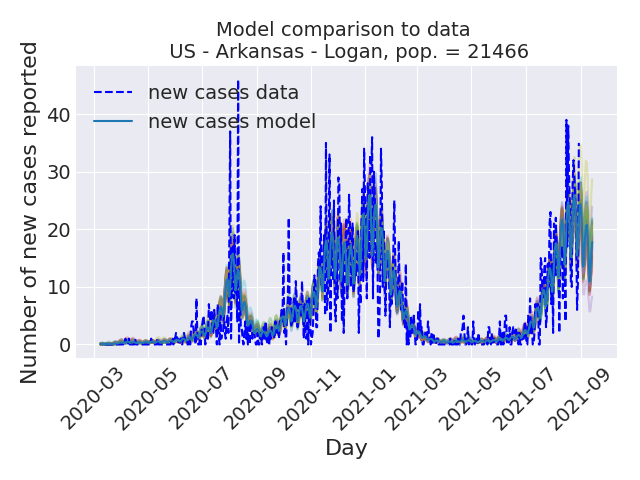 Model comparison to data
US - Arkansas - Logan, pop. = 21466
Number of new cases reported
40
30
20
10
0
new cases data
new cases model
2020-03
2020-05
2020-07
2020-09
2020-11
2021-01
2021-03
2021-05
2021-07
2021-09
Day